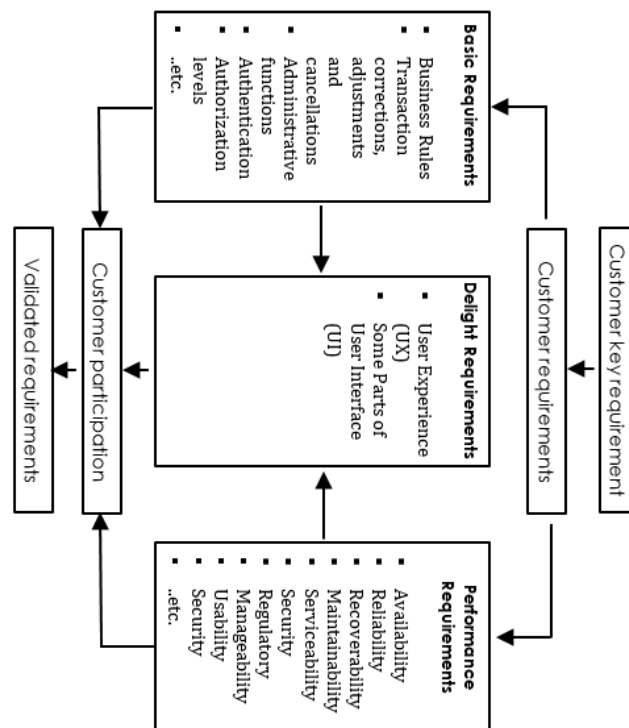 Customer key requirement
Customer requirements
Basic Requirements
▪ Business Rules
▪ Transaction
corrections,
adjustments
and
cancellations
▪ Administrative
functions
▪ Authentication
▪ Authorization
levels
▪ ..etc.
Delight Requirements
▪ User Experience
(UX)
▪ Some Parts of
User Interface
(UI)
Performance
Requirements
▪ Availability
▪ Reliability
▪ Recoverability
▪ Maintainability
▪ Serviceability
▪ Security
▪ Regulatory
▪ Manageability
▪ Usability
▪ Security
▪ ..etc.
Customer participation
Validated requirements